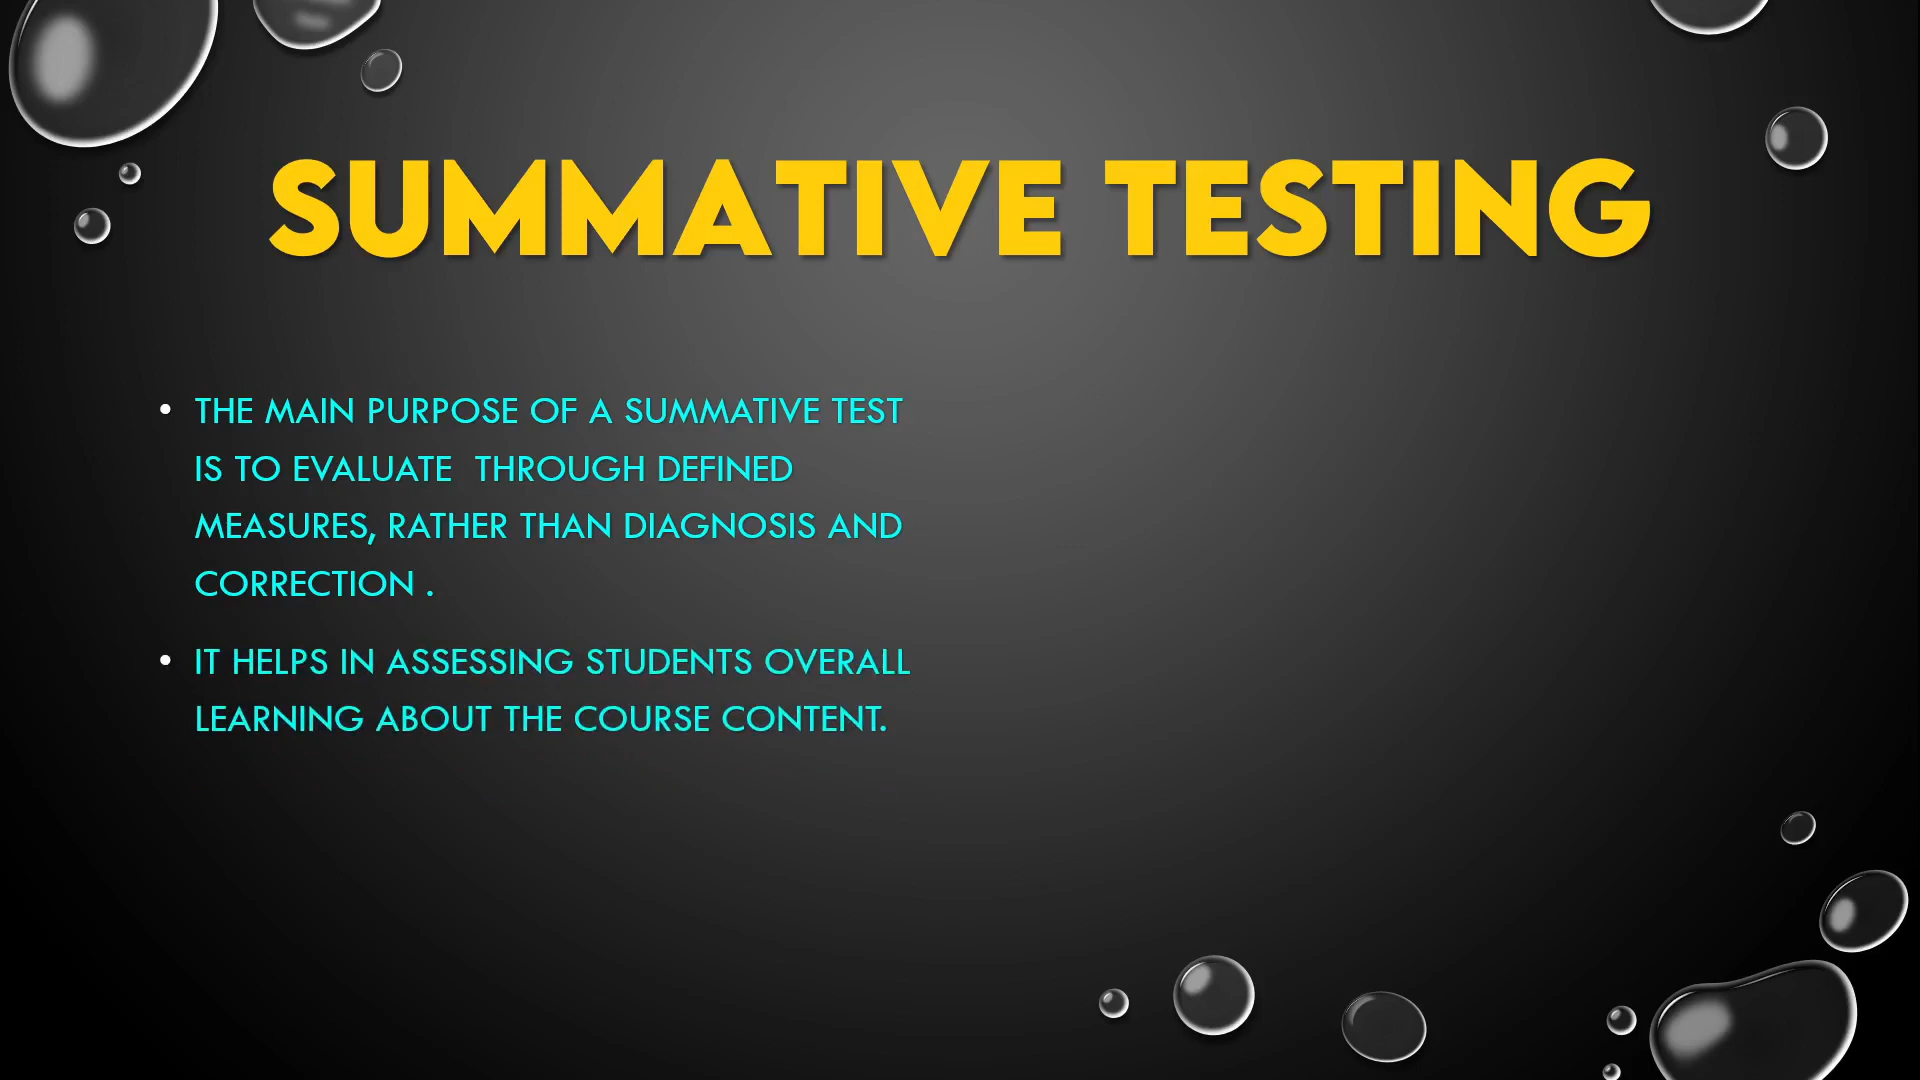 SUMMATIVE TESTING
• THE MAIN PURPOSE OF A SUMMATIVE TEST
IS TO EVALUATE  THROUGH DEFINED
MEASURES, RATHER THAN DIAGNOSIS AND
CORRECTION .
• IT HELPS IN ASSESSING STUDENTS OVERALL
LEARNING ABOUT THE COURSE CONTENT.